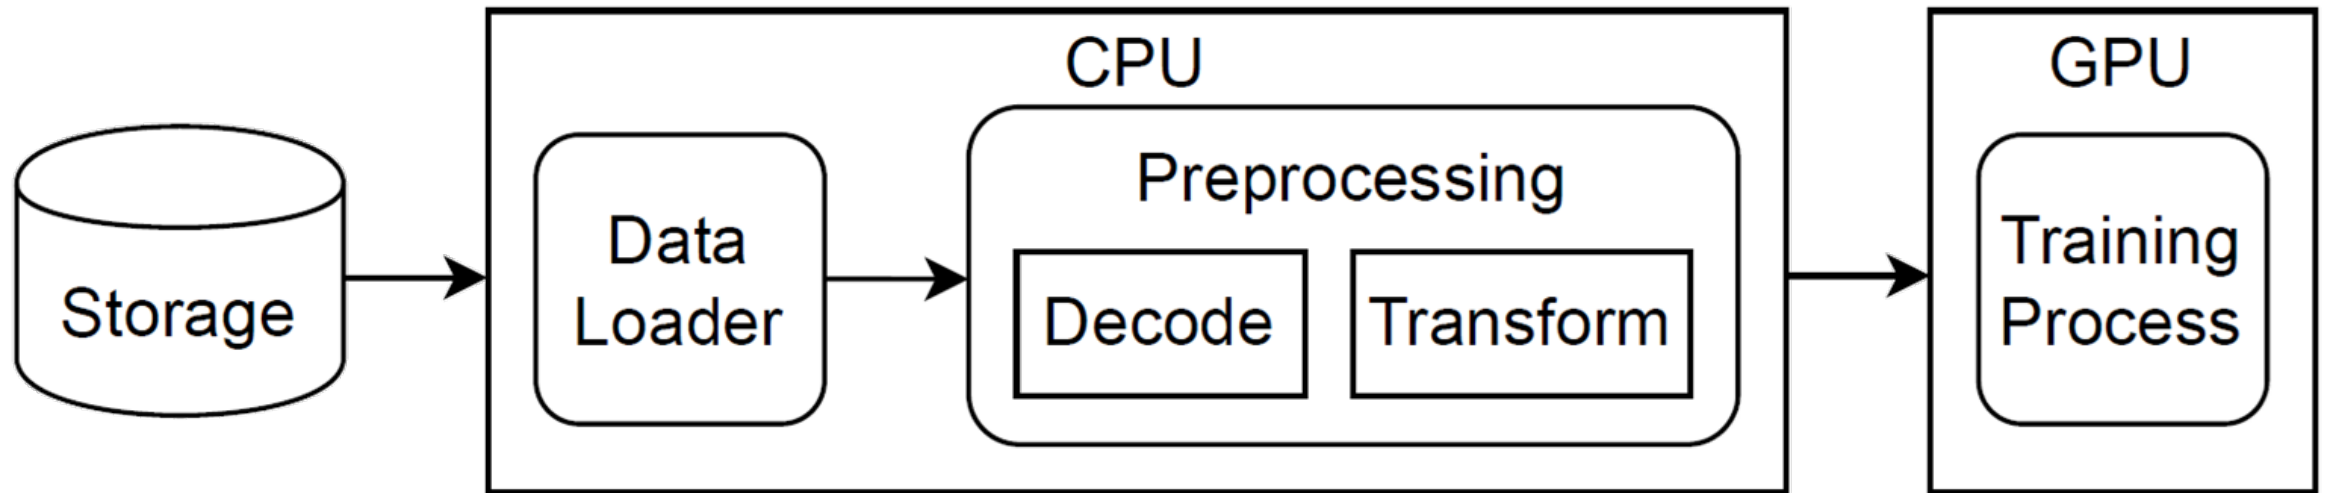 Storage
CPU
Data
Loader
Preprocessing
Decode
Transform
GPU
Training
Process